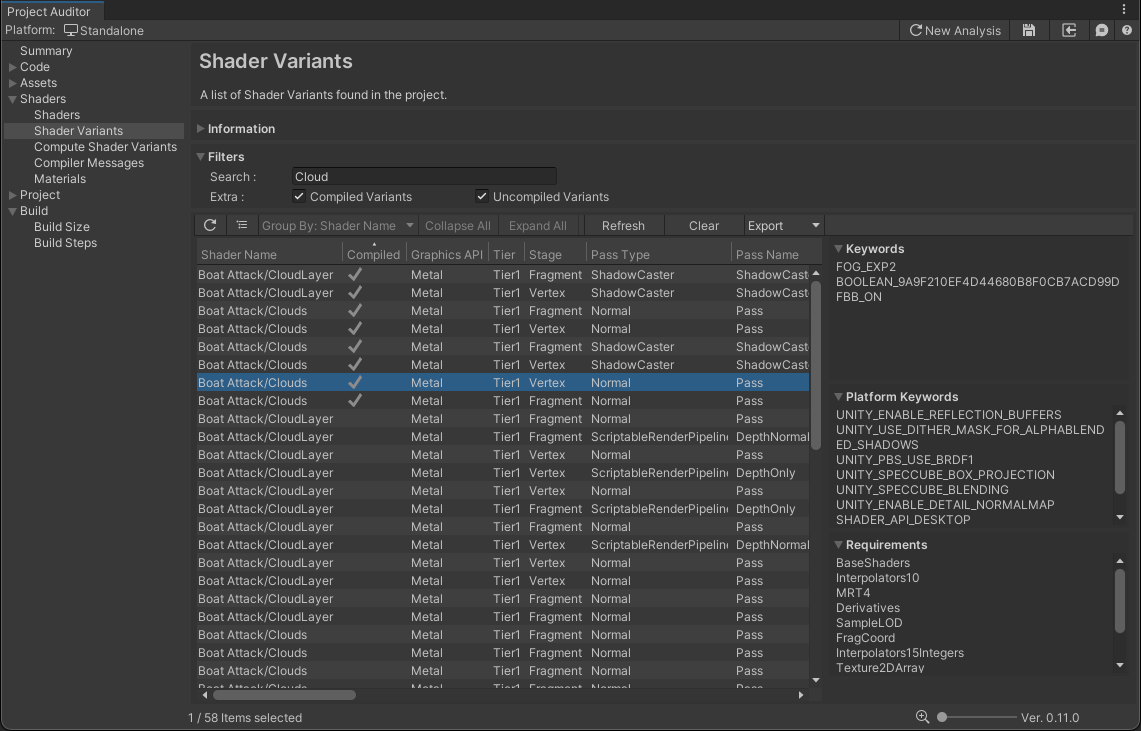 Project Auditor
Platform: Standalone
New Analysis
Summary
Code
Assets
Shaders
Shaders
Shader Variants
Compute Shader Variants
Compiler Messages
Materials
Project
Build
Build Size
Build Steps
Shader Variants
A list of Shader Variants found in the project.
Information
Filters
Search : Cloud
Extra : Compiled Variants Uncompiled Variants
Group By: Shader Name Collapse All Expand All Refresh Clear Export
Shader Name Compiled Graphics API Tier Stage Pass Type Pass Name
Boat Attack/CloudLayer Metal Tier1 Fragment ShadowCaster ShadowCast
Boat Attack/CloudLayer Metal Tier1 Vertex ShadowCaster ShadowCast
Boat Attack/Clouds Metal Tier1 Fragment Normal Pass
Boat Attack/Clouds Metal Tier1 Vertex Normal Pass
Boat Attack/Clouds Metal Tier1 Fragment ShadowCaster ShadowCast
Boat Attack/Clouds Metal Tier1 Vertex ShadowCaster ShadowCast
Boat Attack/Clouds Metal Tier1 Vertex Normal Pass
Boat Attack/Clouds Metal Tier1 Fragment Normal Pass
Boat Attack/CloudLayer Metal Tier1 Fragment Normal Pass
Boat Attack/CloudLayer Metal Tier1 Fragment ScriptableRenderPipeline DepthNormal
Boat Attack/CloudLayer Metal Tier1 Vertex Normal Pass
Boat Attack/CloudLayer Metal Tier1 Vertex ScriptableRenderPipeline DepthOnly
Boat Attack/CloudLayer Metal Tier1 Vertex Normal Pass
Boat Attack/CloudLayer Metal Tier1 Fragment ScriptableRenderPipeline DepthOnly
Boat Attack/CloudLayer Metal Tier1 Fragment Normal Pass
Boat Attack/CloudLayer Metal Tier1 Vertex ScriptableRenderPipeline DepthNormal
Boat Attack/CloudLayer Metal Tier1 Vertex Normal Pass
Boat Attack/CloudLayer Metal Tier1 Vertex Normal Pass
Boat Attack/CloudLayer Metal Tier1 Fragment Normal Pass
Boat Attack/CloudLayer Metal Tier1 Fragment Normal Pass
Boat Attack/Clouds Metal Tier1 Fragment Normal Pass
Boat Attack/Clouds Metal Tier1 Fragment Normal Pass
Boat Attack/Clouds Metal Tier1 Fragment Normal Pass
Boat Attack/Clouds Metal Tier1 Fragment Normal Pass
Keywords
FOG_EXP2
BOOLEAN_9A9F210EF4D44680B8F0CB7ACD99D
FBB_ON
Platform Keywords
UNITY_ENABLE_REFLECTION_BUFFERS
UNITY_USE_DITHER_MASK_FOR_ALPHABLEND
ED_SHADOWS
UNITY_PBS_USE_BRDF1
UNITY_SPECCUBE_BOX_PROJECTION
UNITY_SPECCUBE_BLENDING
UNITY_ENABLE_DETAIL_NORMALMAP
SHADER_API_DESKTOP
Requirements
BaseShaders
Interpolators10
MRT4
Derivatives
SampleLOD
FragCoord
Interpolators15Integers
Texture2DArray
1 / 58 Items selected
Ver. 0.11.0